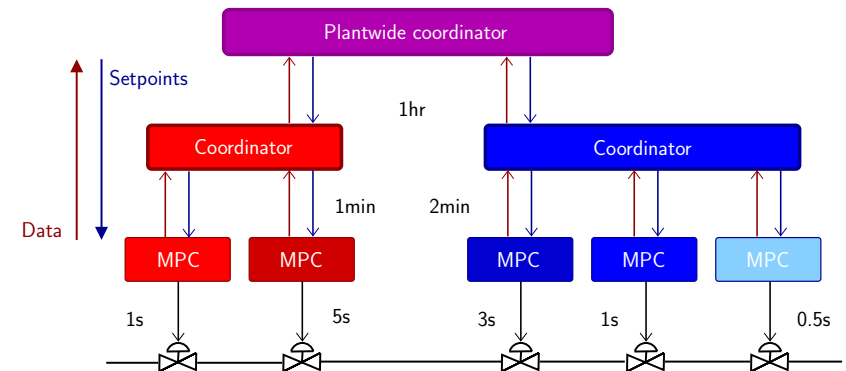 Plantwide coordinator
Setpoints
1hr
Coordinator
Coordinator
1min
2min
Data
MPC
MPC
MPC
MPC
MPC
1s
5s
3s
1s
0.5s